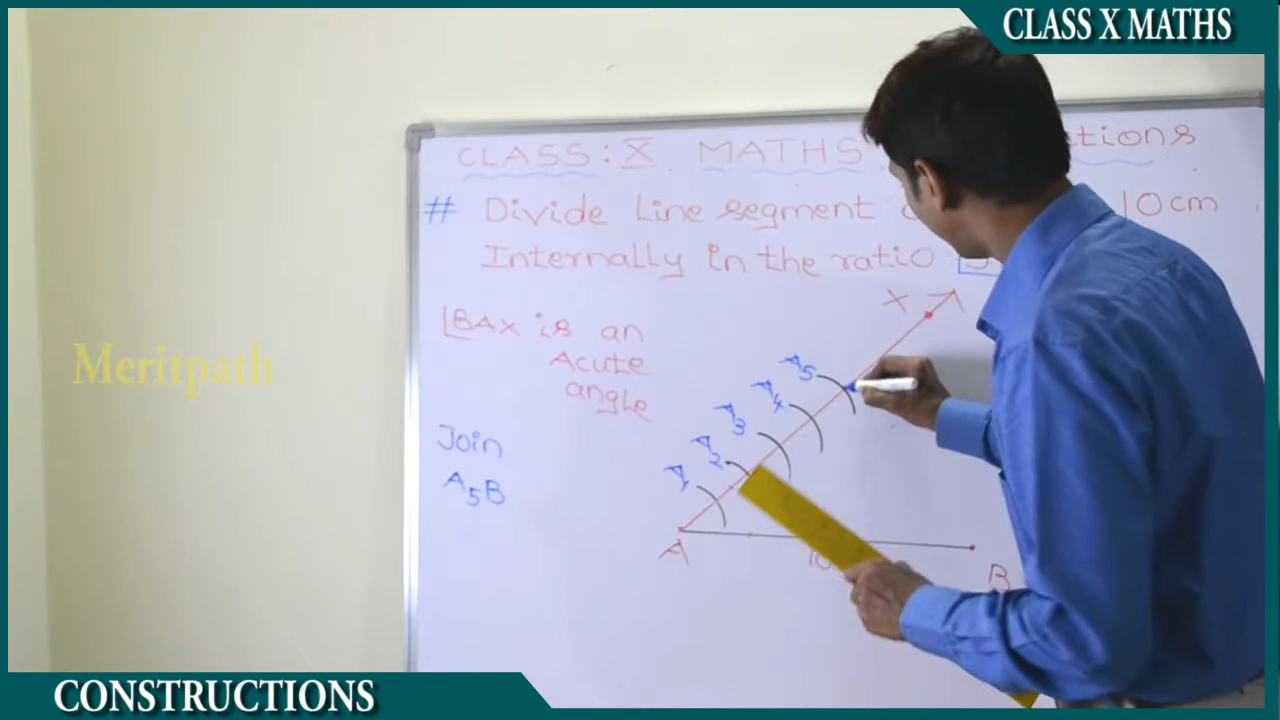 CLASS X MATHS
CLASS: X MATHS
# Divide Line segment 10cm
Internally in the ratio
X
∟BAX is an
Acute
angle
Join
A5B
A5
A4
A3
A2
A1
A
10
B
Meritpath
CONSTRUCTIONS